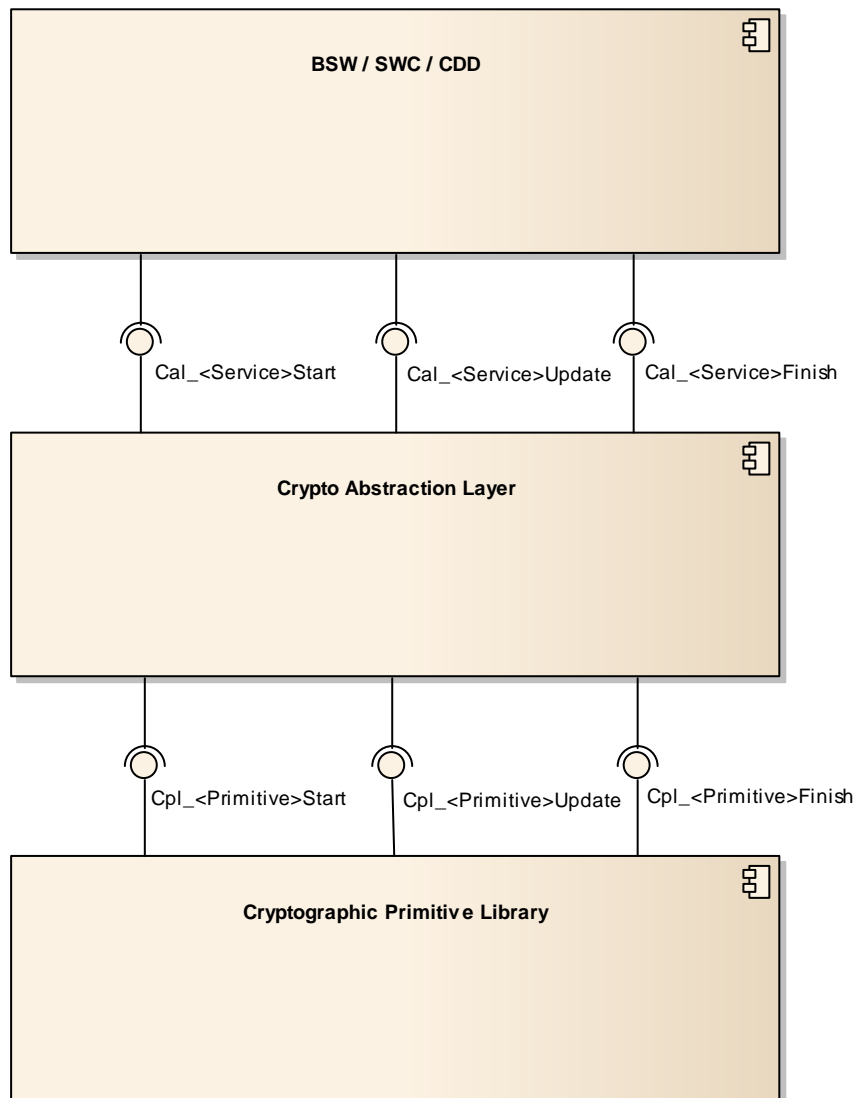 BSW / SWC / CDD
Cal_<Service>Start
Cal_<Service>Update
Cal_<Service>Finish
Crypto Abstraction Layer
Cpl_<Primitive>Start
Cpl_<Primitive>Update
Cpl_<Primitive>Finish
Cryptographic Primitive Library